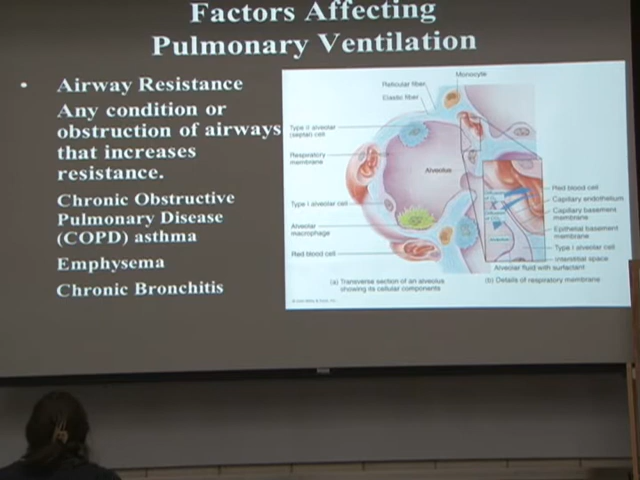 Factors Affecting
Pulmonary Ventilation
• Airway Resistance
Any condition or
obstruction of airways
that increases
resistance.
Chronic Obstructive
Pulmonary Disease
(COPD) asthma
Emphysema
Chronic Bronchitis
Monocyte
Reticular fiber
Elastic fiber
Type II alveolar
(septal) cell
Respiratory
membrane
Alveolus
Type I alveolar cell
Alveolar
macrophage
Red blood cell
Red blood cell
Capillary endothelium
Capillary basement
membrane
Epithelial basement
membrane
Type I alveolar cell
Interstitial space
Alveolar fluid with surfactant
(a) Transverse section of an alveolus
showing its cellular components
(b) Details of respiratory membrane